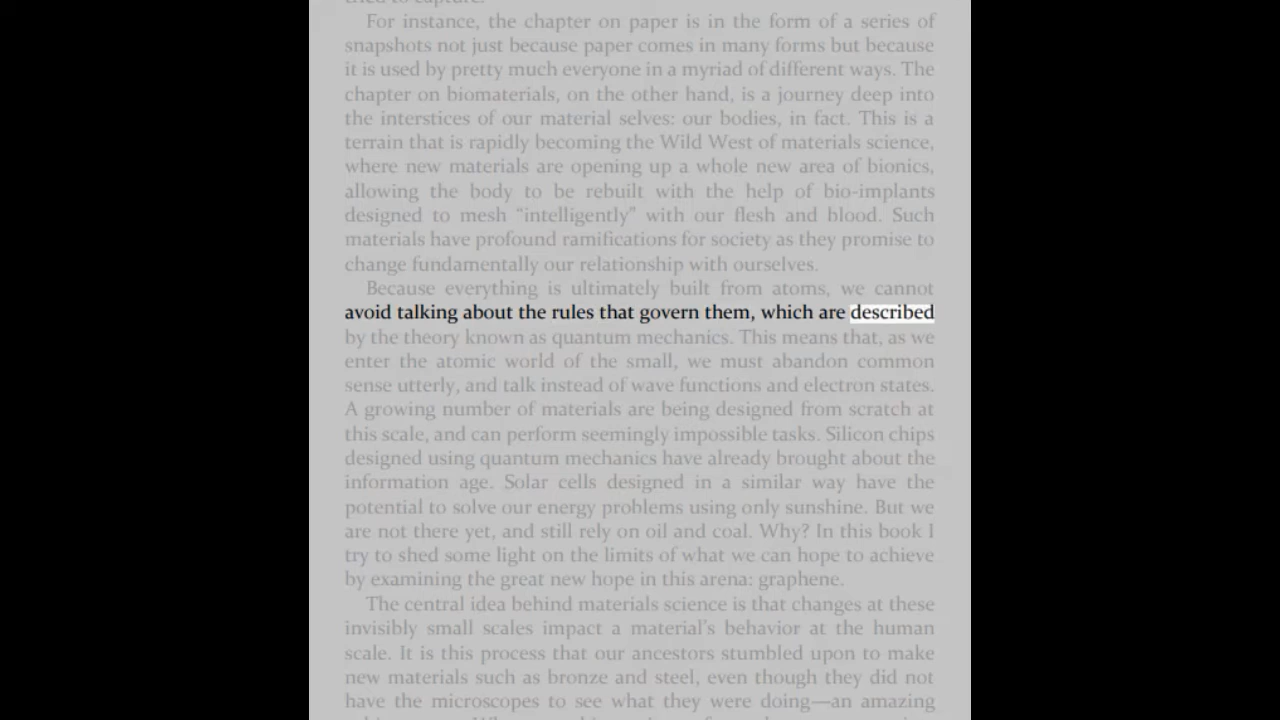 For instance, the chapter on paper is in the form of a series of
snapshots not just because paper comes in many forms but because
it is used by pretty much everyone in a myriad of different ways. The
chapter on biomaterials, on the other hand, is a journey deep into
the interstices of our material selves: our bodies, in fact. This is a
terrain that is rapidly becoming the Wild West of materials science,
where new materials are opening up a whole new area of bionics,
allowing the body to be rebuilt with the help of bio-implants
designed to mesh “intelligently” with our flesh and blood. Such
materials have profound ramifications for society as they promise to
change fundamentally our relationship with ourselves.
Because everything is ultimately built from atoms, we cannot
avoid talking about the rules that govern them, which are described
by the theory known as quantum mechanics. This means that, as we
enter the atomic world of the small, we must abandon common
sense utterly, and talk instead of wave functions and electron states.
A growing number of materials are being designed from scratch at
this scale, and can perform seemingly impossible tasks. Silicon chips
designed using quantum mechanics have already brought about the
information age. Solar cells designed in a similar way have the
potential to solve our energy problems using only sunshine. But we
are not there yet, and still rely on oil and coal. Why? In this book I
try to shed some light on the limits of what we can hope to achieve
by examining the great new hope in this arena: graphene.
The central idea behind materials science is that changes at these
invisibly small scales impact a material’s behavior at the human
scale. It is this process that our ancestors stumbled upon to make
new materials such as bronze and steel, even though they did not
have the microscopes to see what they were doing—an amazing